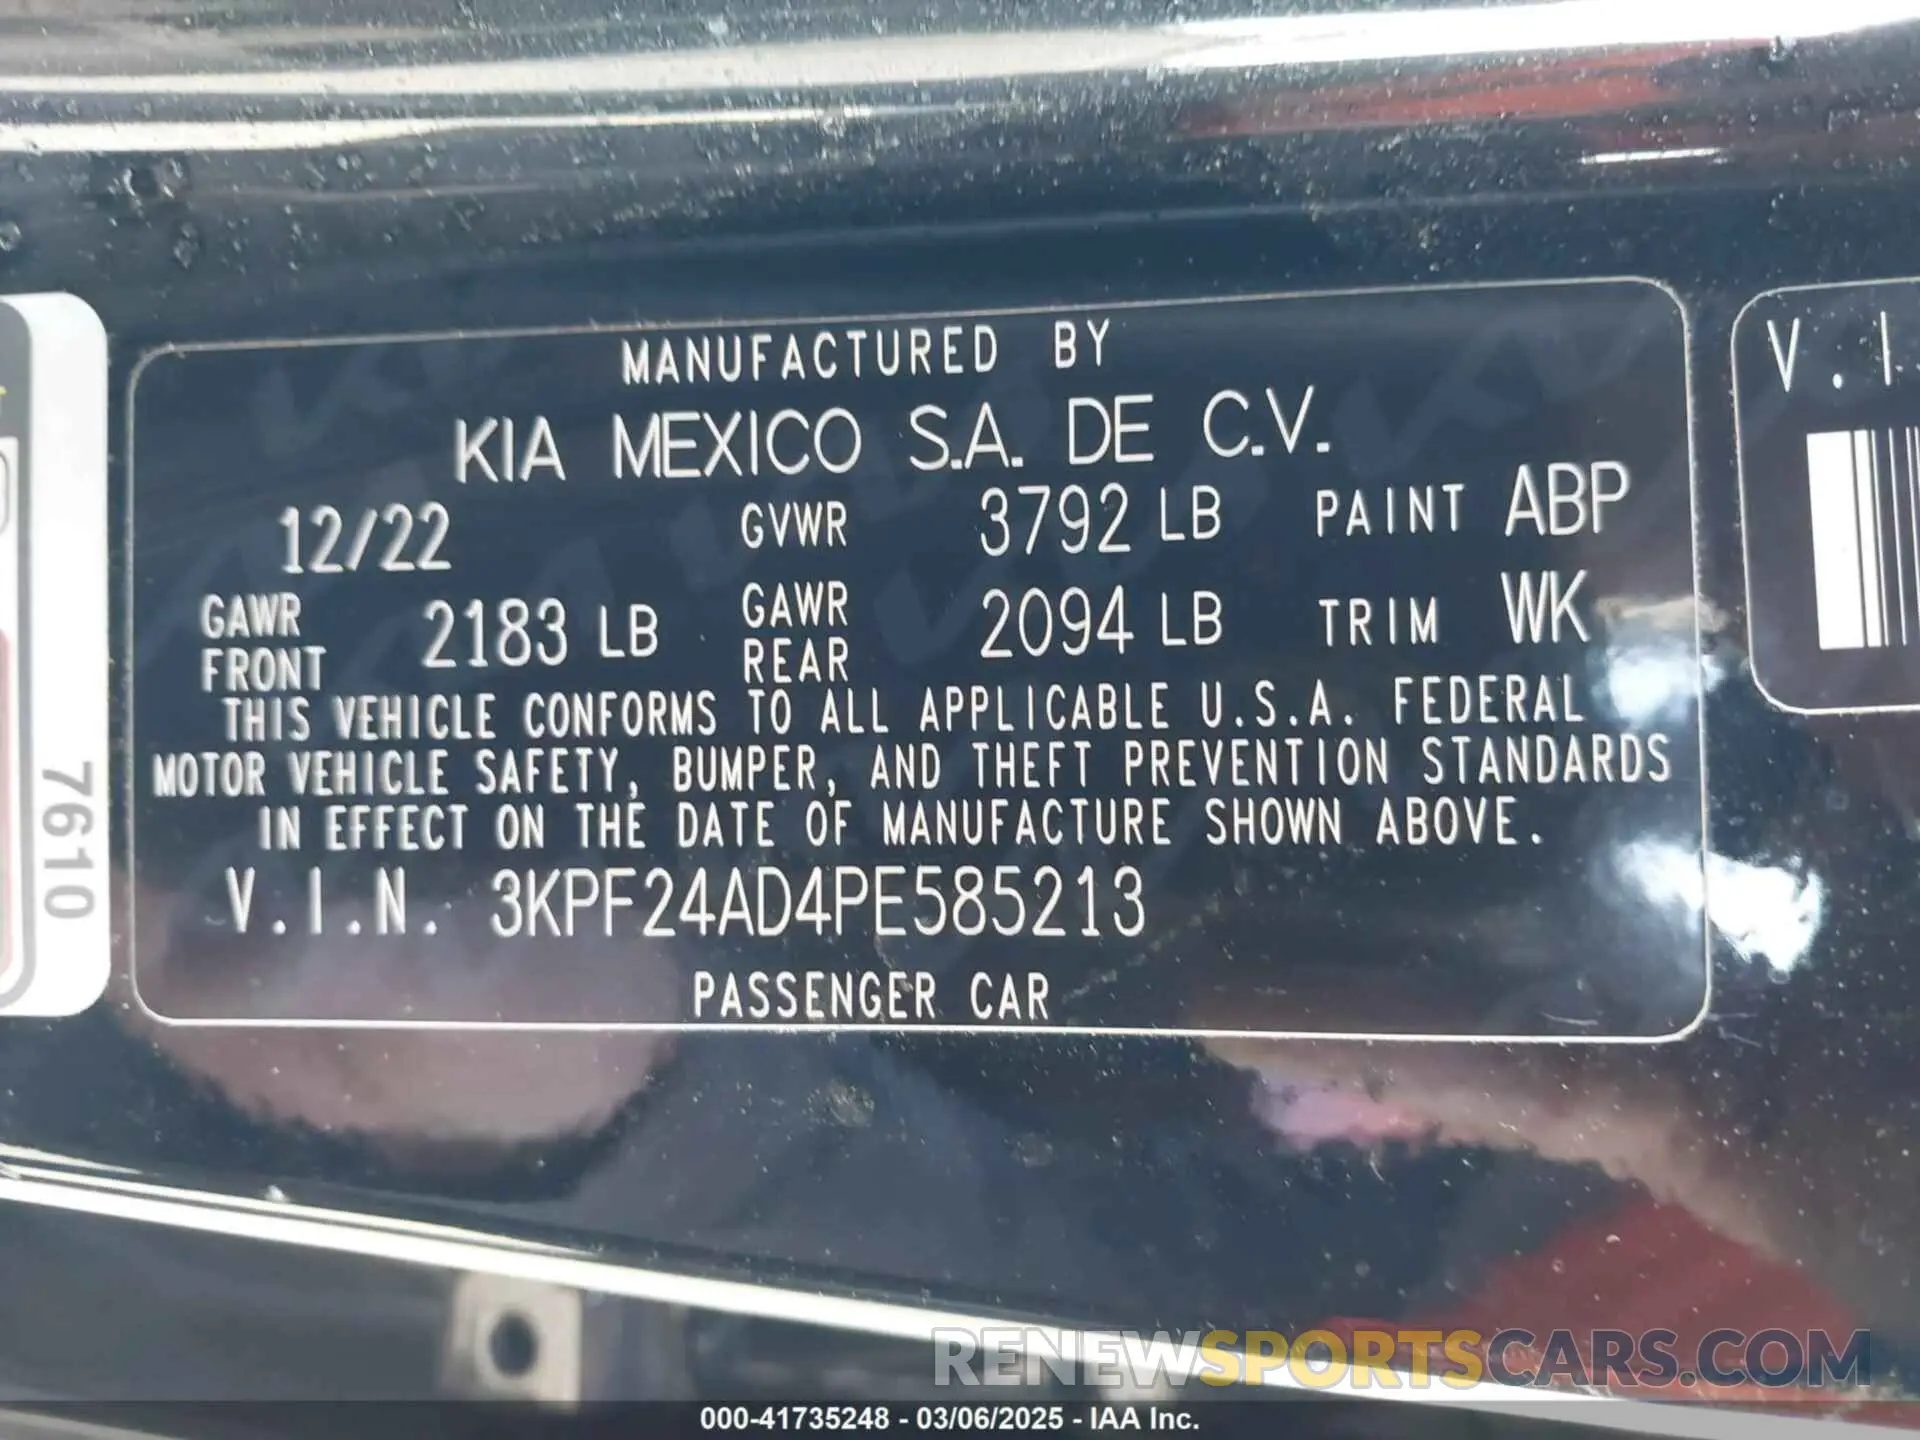 MANUFACTURED BY
KIA MEXICO S.A. DE C.V.
12/22 GVWR 3792 LB PAINT ABP
GAWR FRONT 2183 LB GAWR REAR 2094 LB TRIM WK
THIS VEHICLE CONFORMS TO ALL APPLICABLE U.S.A. FEDERAL
MOTOR VEHICLE SAFETY, BUMPER, AND THEFT PREVENTION STANDARDS
IN EFFECT ON THE DATE OF MANUFACTURE SHOWN ABOVE.
V.I.N. 3KPF24AD4PE585213
PASSENGER CAR
7610
V.I
RENEWSPORTSCARS.COM
000-41735248 - 03/06/2025 - IAA Inc.